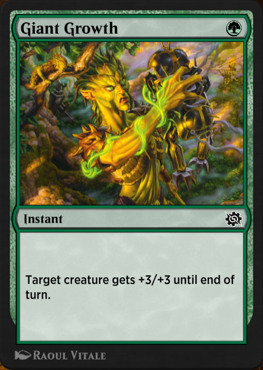 Giant Growth
Instant
Target creature gets +3/+3 until end of
turn.
RAOUL VITALE